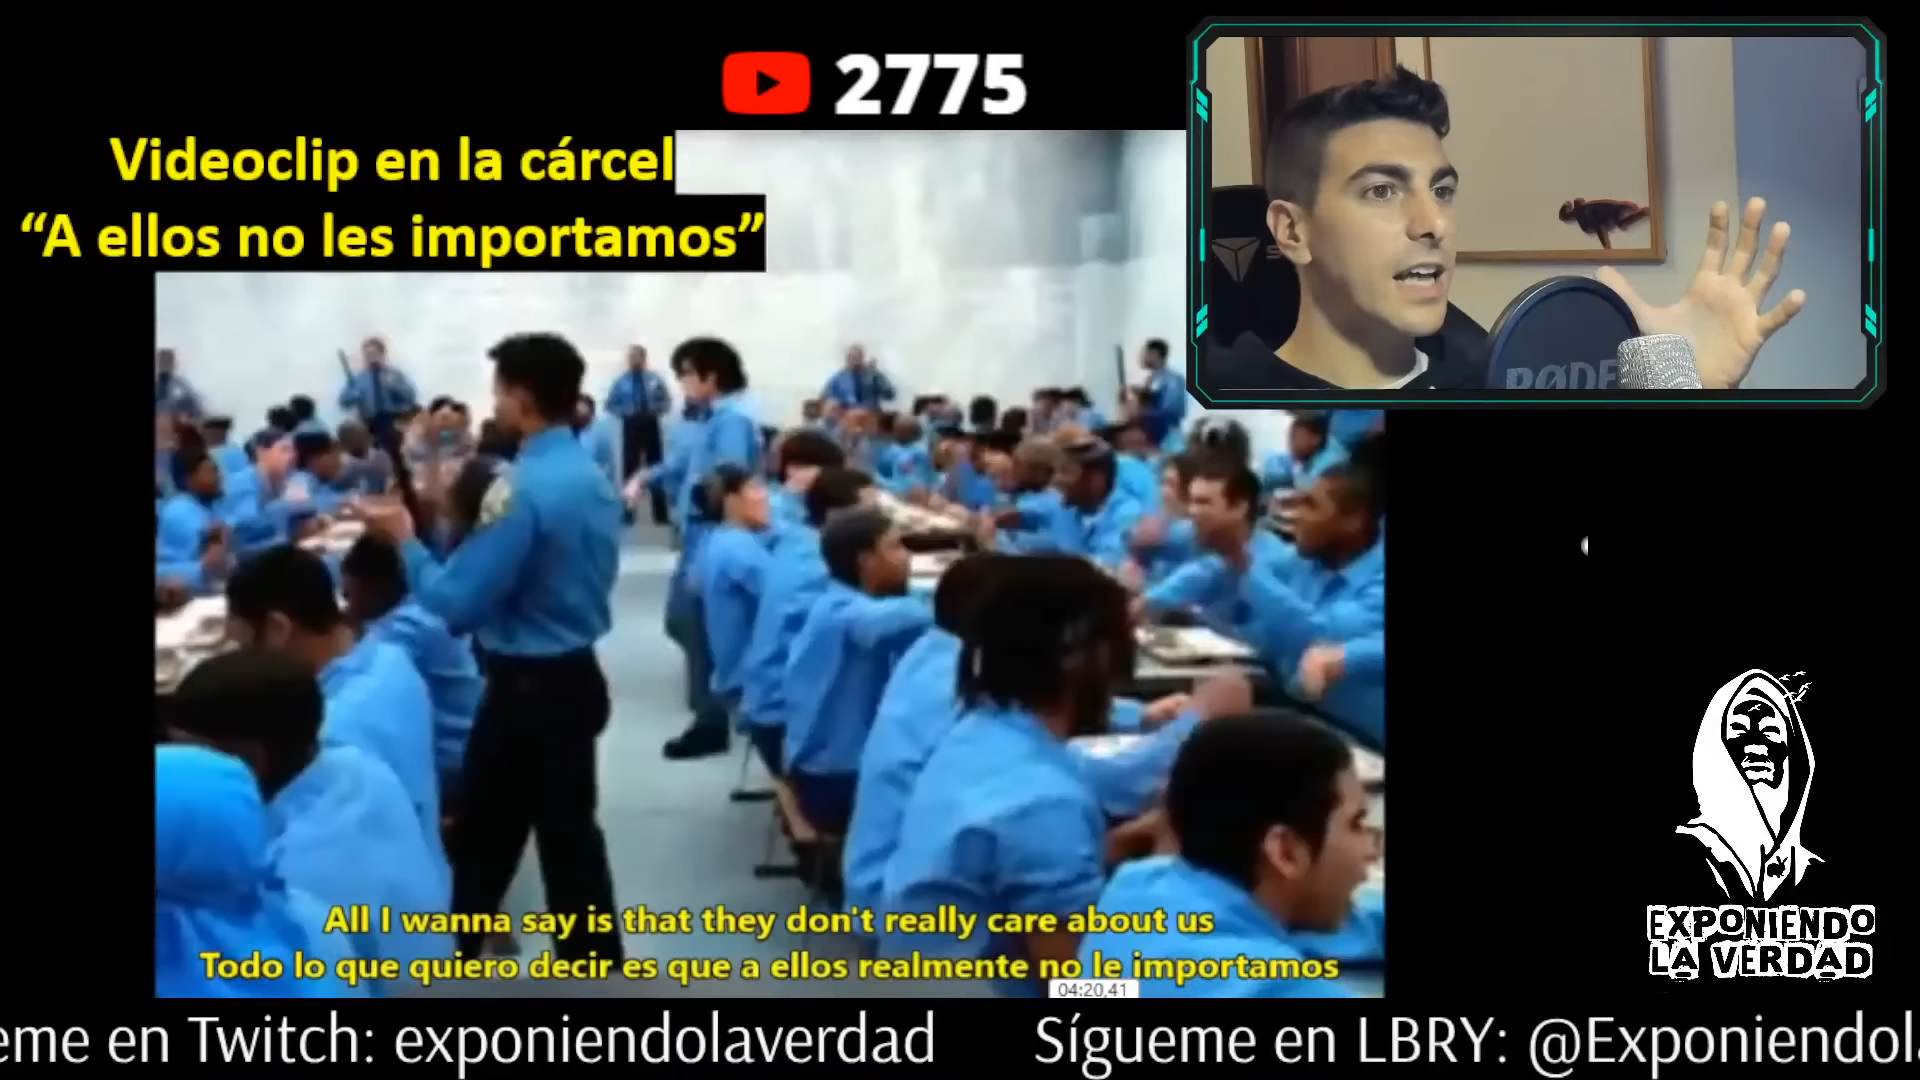 2775
Videoclip en la cárcel
“A ellos no les importamos”
RØDE
All I wanna say is that they don't really care about us
Todo lo que quiero decir es que a ellos realmente no le importamos
04:20,41
EXPONIENDO
LA VERDAD
eme en Twitch: exponiendolaverdad Sígueme en LBRY: @Exponiendol